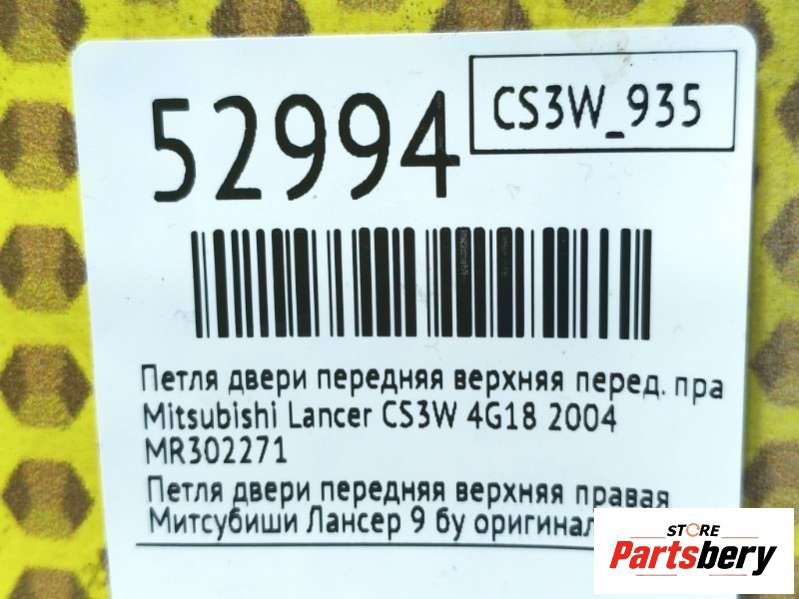 52994
CS3W_935
Петля двери передняя верхняя перед. пра
Mitsubishi Lancer CS3W 4G18 2004
MR302271
Петля двери передняя верхняя правая
Митсубиши Лансер 9 бу оригинал
STORE
Partsbery